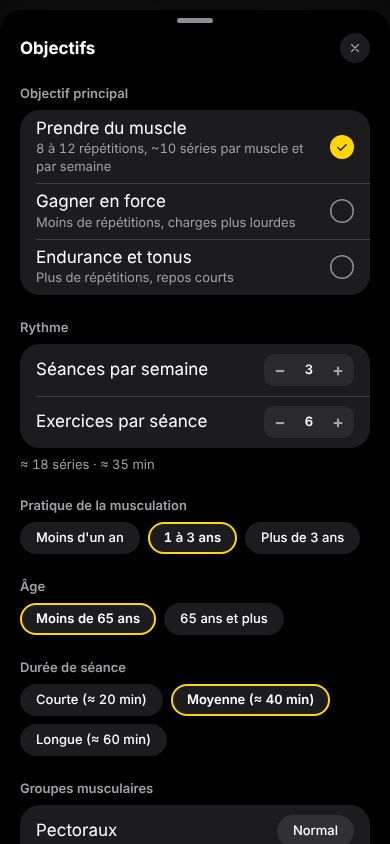 Objectifs
Objectif principal
Prendre du muscle
8 à 12 répétitions, ~10 séries par muscle et
par semaine
Gagner en force
Moins de répétitions, charges plus lourdes
Endurance et tonus
Plus de répétitions, repos courts
Rythme
Séances par semaine − 3 +
Exercices par séance − 6 +
≈ 18 séries · ≈ 35 min
Pratique de la musculation
Moins d'un an 1 à 3 ans Plus de 3 ans
Âge
Moins de 65 ans 65 ans et plus
Durée de séance
Courte (≈ 20 min) Moyenne (≈ 40 min)
Longue (≈ 60 min)
Groupes musculaires
Pectoraux Normal